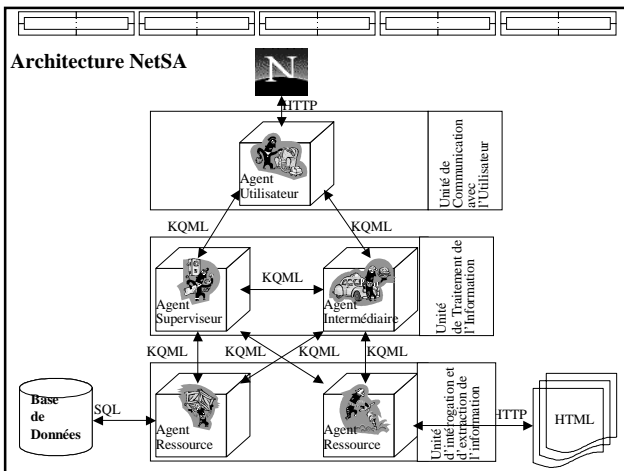 Architecture NetSA
N
HTTP
Agent
Utilisateur
Unité de
Communication
avec
l'Utilisateur
KQML
KQML
KQML
Agent
Superviseur
Agent
Intermédiaire
Unité
de Traitement de
l'Information
KQML
KQML
KQML
KQML
Base
de
Données
SQL
Agent
Ressource
Agent
Ressource
Unité
d'intérogation et
d'extraction de
l'information
HTTP
HTML